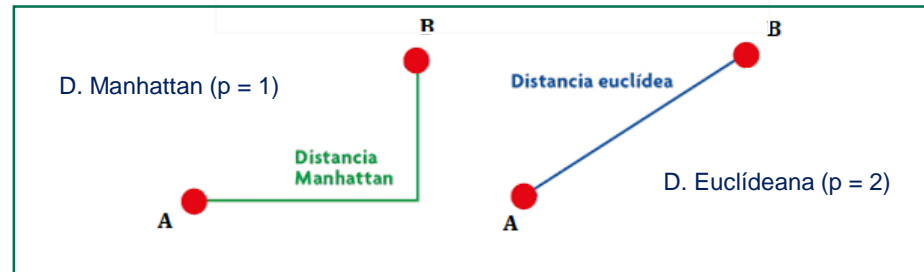 B
D. Manhattan (p = 1)
Distancia
Manhattan
A
B
Distancia euclídea
D. Euclídeana (p = 2)
A